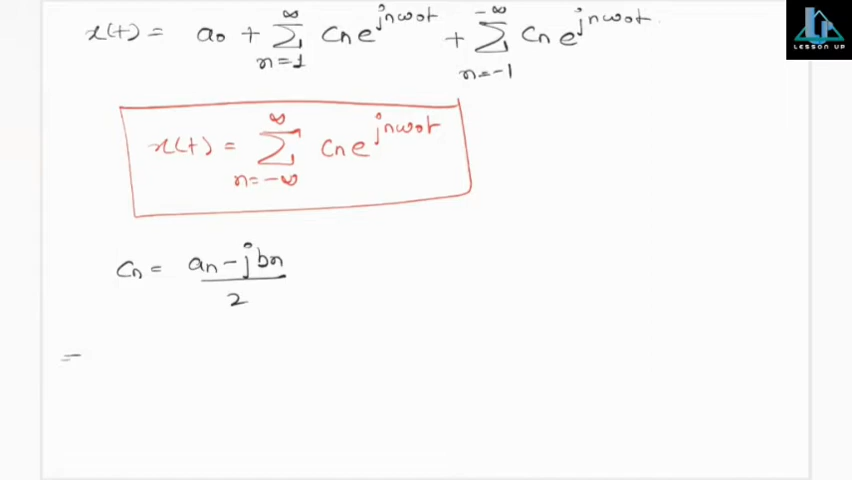 x(t) = a₀ + ∑_{n=1}^{∞} Cₙ e^{jnω₀t} + ∑_{n=-1}^{-∞} Cₙ e^{jnω₀t}
LESSON UP
x(t) = ∑_{n=-∞}^{∞} Cₙ e^{jnω₀t}
Cₙ = (aₙ - jbₙ)/2
=